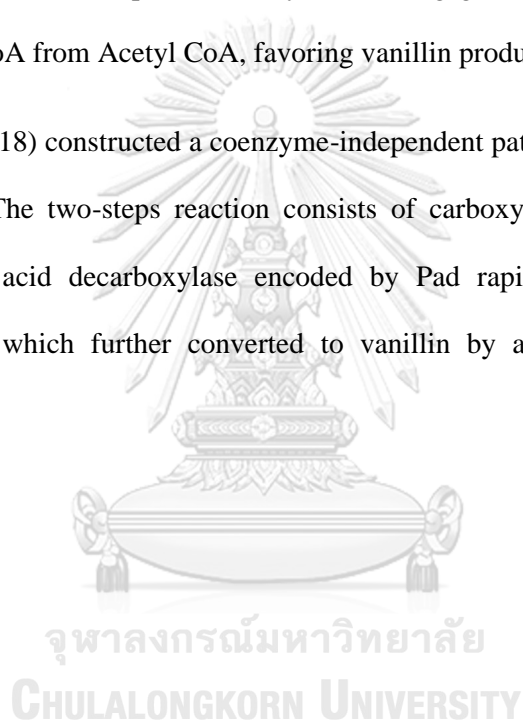 oA from Acetyl CoA, favoring vanillin produ
18) constructed a coenzyme-independent pat
The two-steps reaction consists of carboxy
acid decarboxylase encoded by Pad rapi
which further converted to vanillin by a
จุฬาลงกรณ์มหาวิทยาลัย
CHULALONGKORN UNIVERSITY